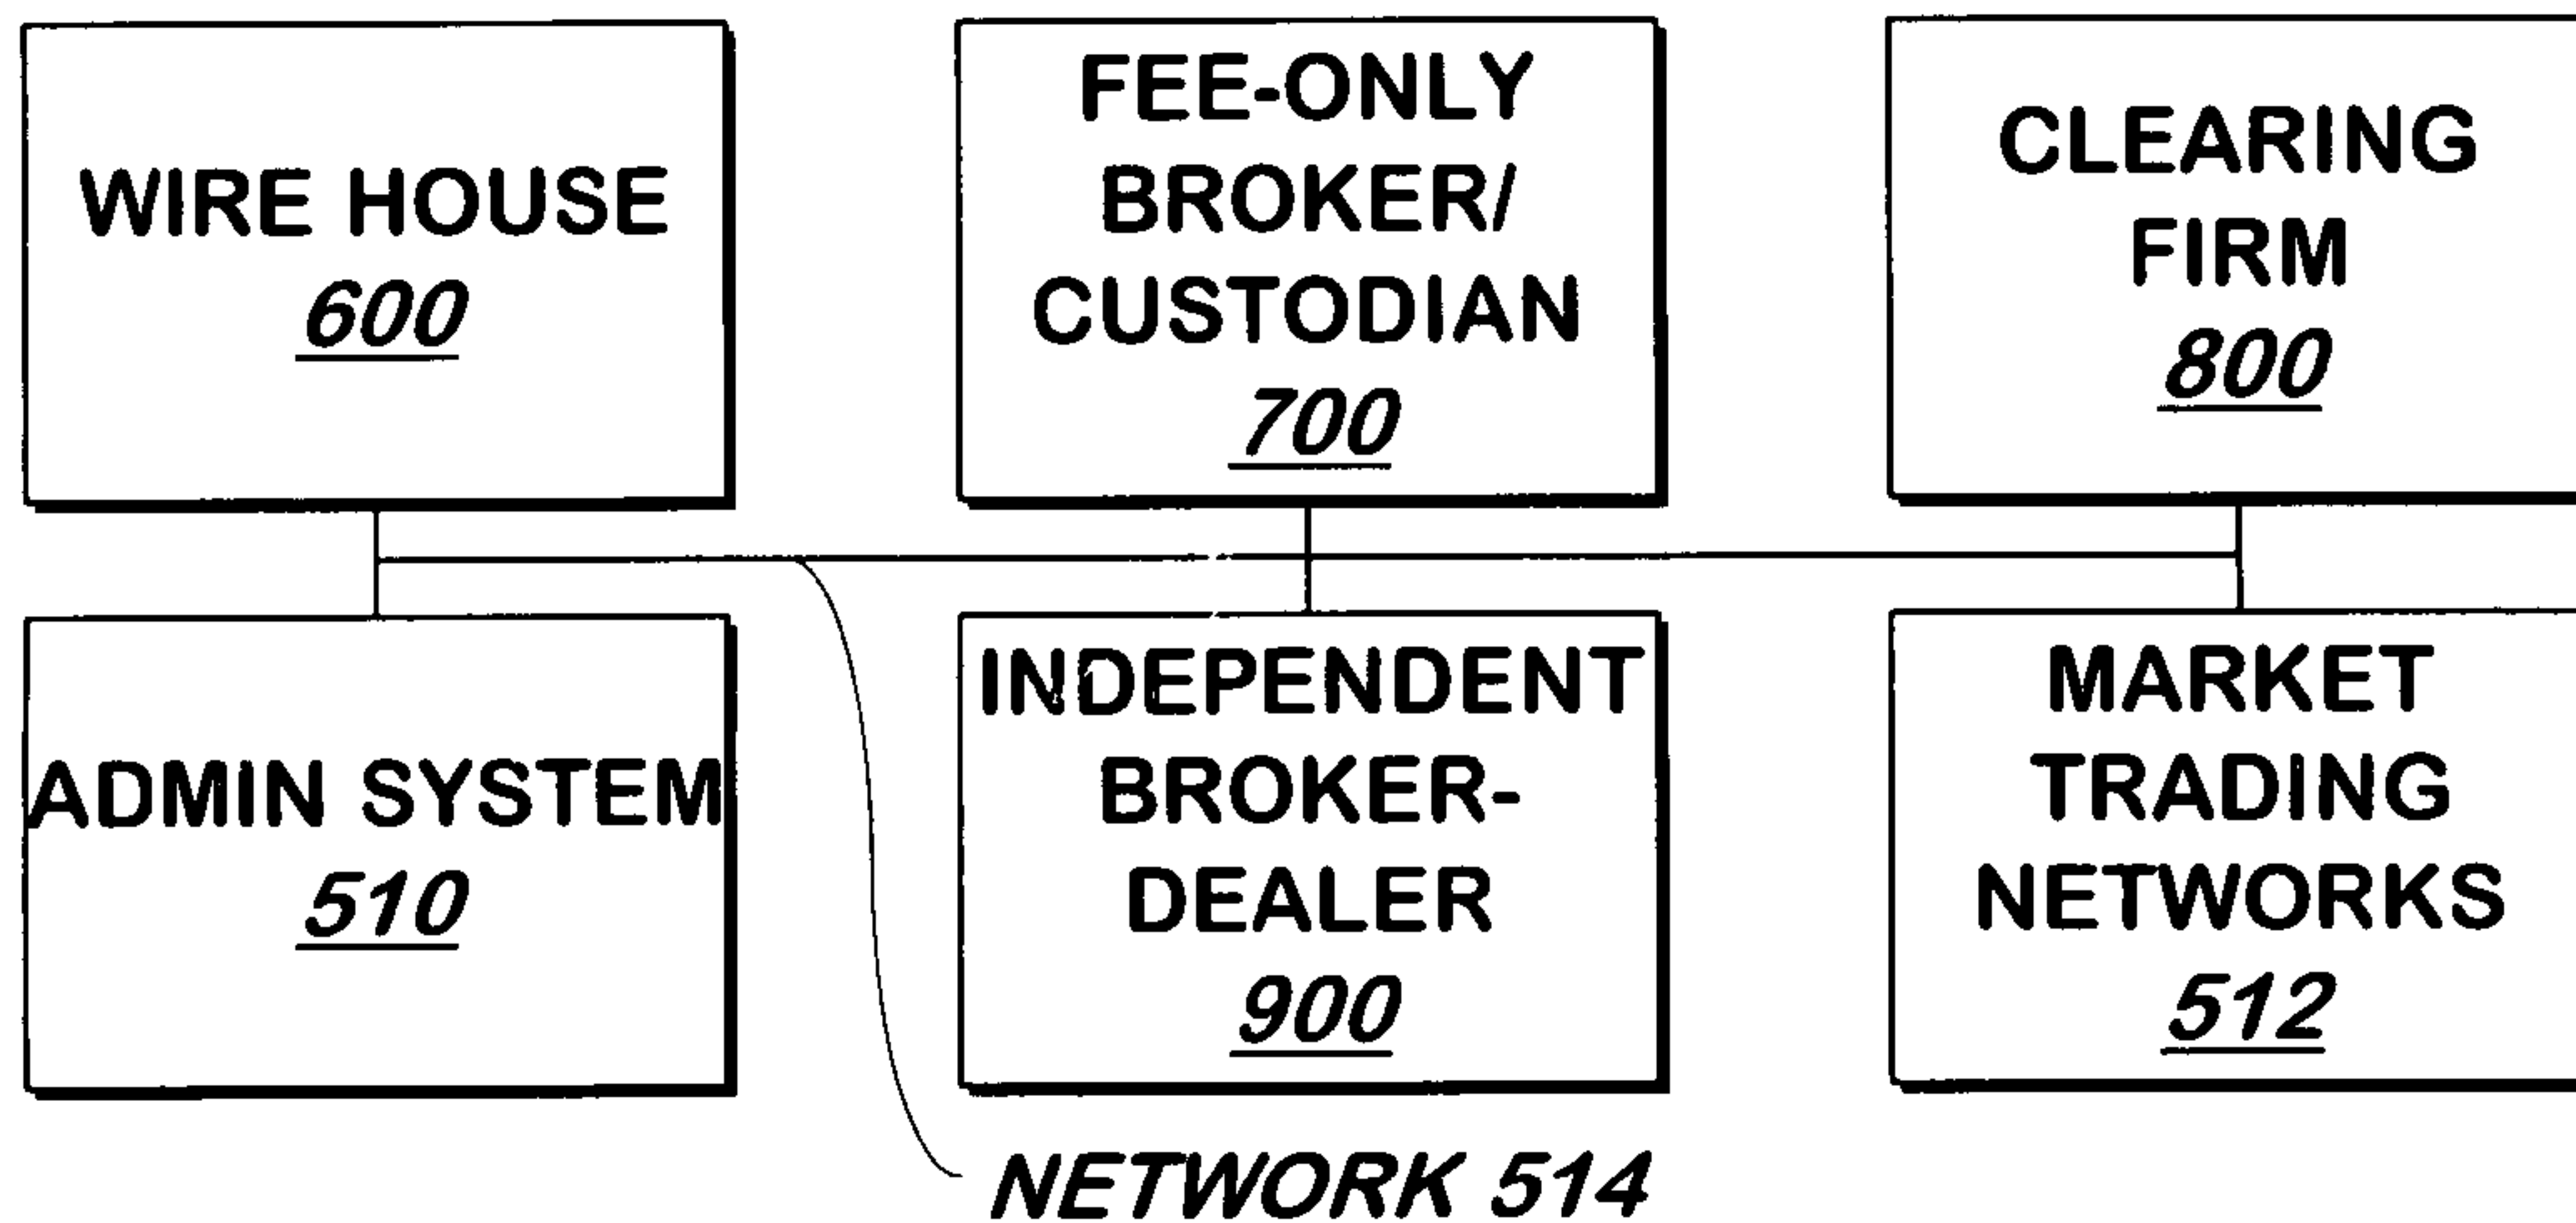 WIRE HOUSE
600
FEE-ONLY
BROKER/
CUSTODIAN
700
CLEARING
FIRM
800
ADMIN SYSTEM
510
INDEPENDENT
BROKER-
DEALER
900
MARKET
TRADING
NETWORKS
512
NETWORK 514